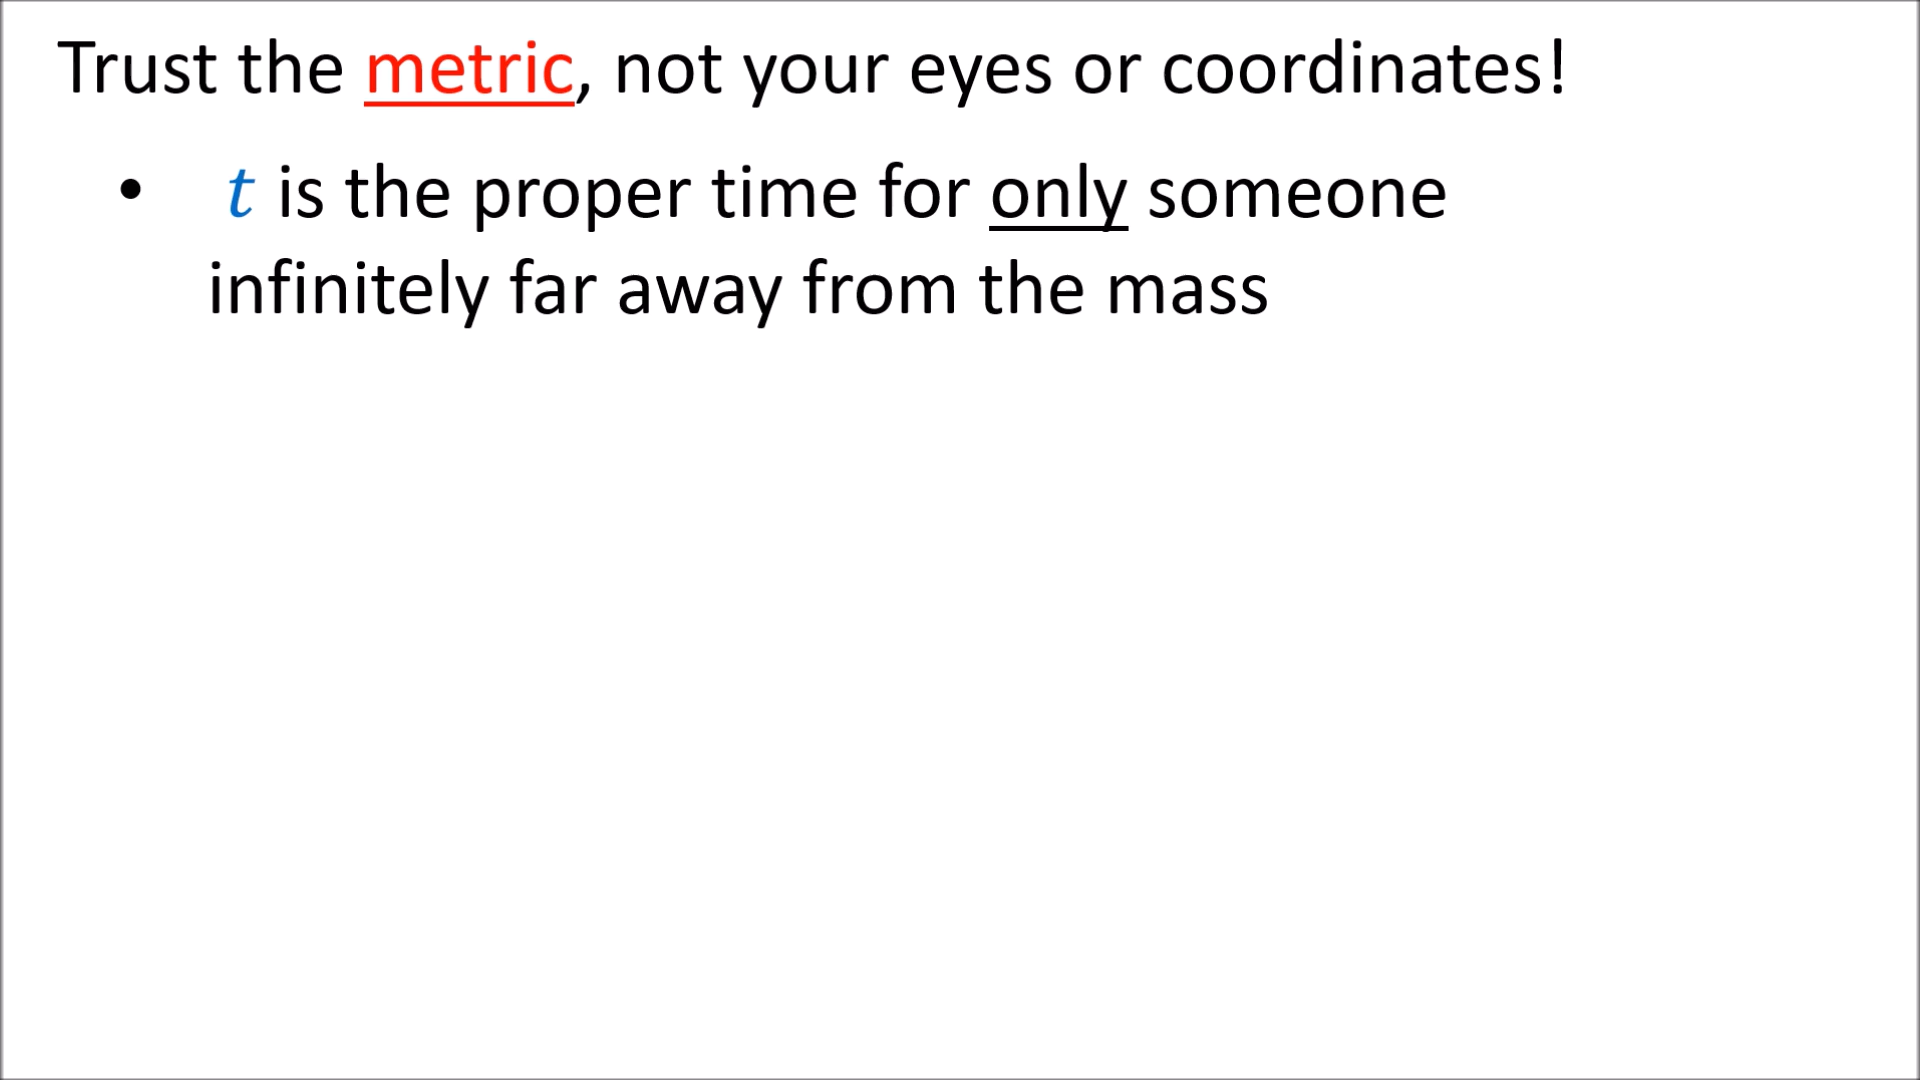 Trust the metric, not your eyes or coordinates!
• t is the proper time for only someone
infinitely far away from the mass